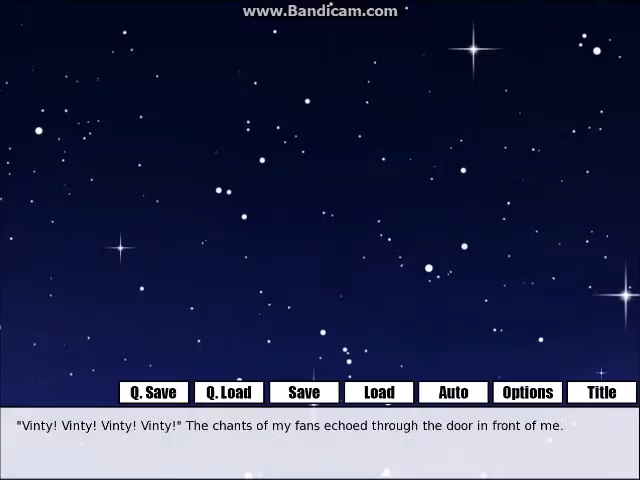 www.Bandicam.com
Q. Save Q. Load Save Load Auto Options Title
"Vinty! Vinty! Vinty! Vinty!" The chants of my fans echoed through the door in front of me.